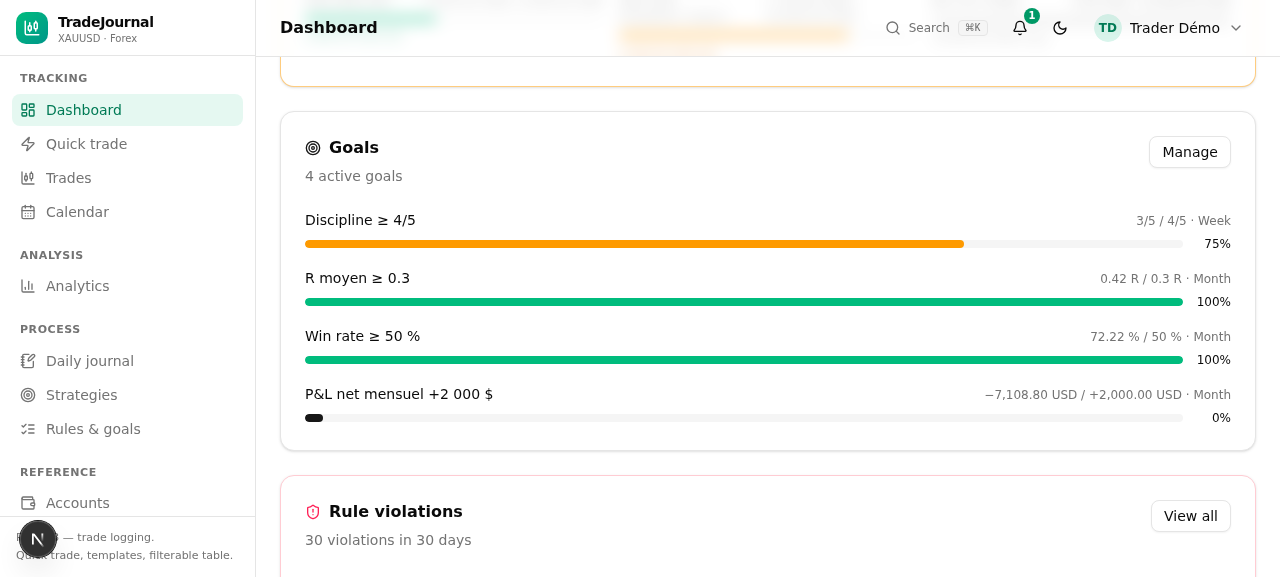 TradeJournal
XAUUSD · Forex
TRACKING
Dashboard
Quick trade
Trades
Calendar
ANALYSIS
Analytics
PROCESS
Daily journal
Strategies
Rules & goals
REFERENCE
Accounts
— trade logging.
trade, templates, filterable table.
N
Dashboard
Search ⌘K
1
TD
Trader Démo
Goals
4 active goals
Manage
Discipline ≥ 4/5
3/5 / 4/5 · Week
75%
R moyen ≥ 0.3
0.42 R / 0.3 R · Month
100%
Win rate ≥ 50 %
72.22 % / 50 % · Month
100%
P&L net mensuel +2 000 $
−7,108.80 USD / +2,000.00 USD · Month
0%
Rule violations
30 violations in 30 days
View all